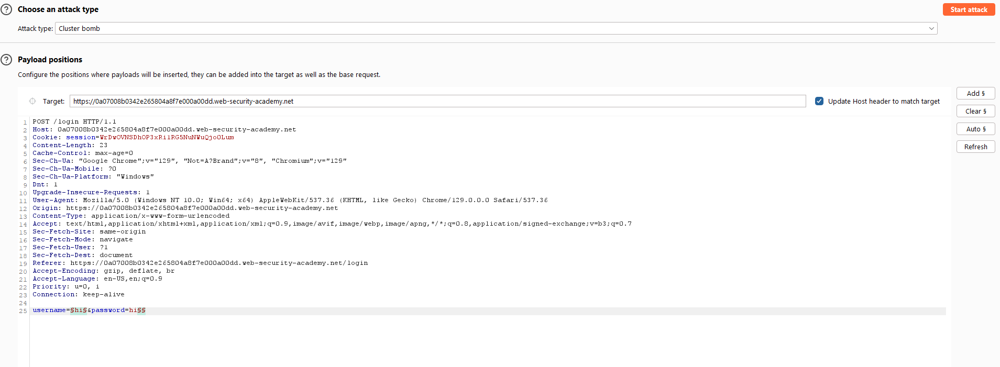 Choose an attack type
Start attack
Attack type: Cluster bomb
Payload positions
Configure the positions where payloads will be inserted, they can be added into the target as well as the base request.
Target: https://0a07008b0342e265804a8f7e000a00dd.web-security-academy.net
Update Host header to match target
Add §
Clear §
Auto §
Refresh
1 POST /login HTTP/1.1
2 Host: 0a07008b0342e265804a8f7e000a00dd.web-security-academy.net
3 Cookie: session=WrDwOVNSDhOP3xRi1RG5NuNWuQjoOLum
4 Content-Length: 23
5 Cache-Control: max-age=0
6 Sec-Ch-Ua: "Google Chrome";v="129", "Not=A?Brand";v="8", "Chromium";v="129"
7 Sec-Ch-Ua-Mobile: ?0
8 Sec-Ch-Ua-Platform: "Windows"
9 Dnt: 1
10 Upgrade-Insecure-Requests: 1
11 User-Agent: Mozilla/5.0 (Windows NT 10.0; Win64; x64) AppleWebKit/537.36 (KHTML, like Gecko) Chrome/129.0.0.0 Safari/537.36
12 Origin: https://0a07008b0342e265804a8f7e000a00dd.web-security-academy.net
13 Content-Type: application/x-www-form-urlencoded
14 Accept: text/html,application/xhtml+xml,application/xml;q=0.9,image/avif,image/webp,image/apng,*/*;q=0.8,application/signed-exchange;v=b3;q=0.7
15 Sec-Fetch-Site: same-origin
16 Sec-Fetch-Mode: navigate
17 Sec-Fetch-User: ?1
18 Sec-Fetch-Dest: document
19 Referer: https://0a07008b0342e265804a8f7e000a00dd.web-security-academy.net/login
20 Accept-Encoding: gzip, deflate, br
21 Accept-Language: en-US,en;q=0.9
22 Priority: u=0, i
23 Connection: keep-alive
24
25 username=§hi§&password=hi§§